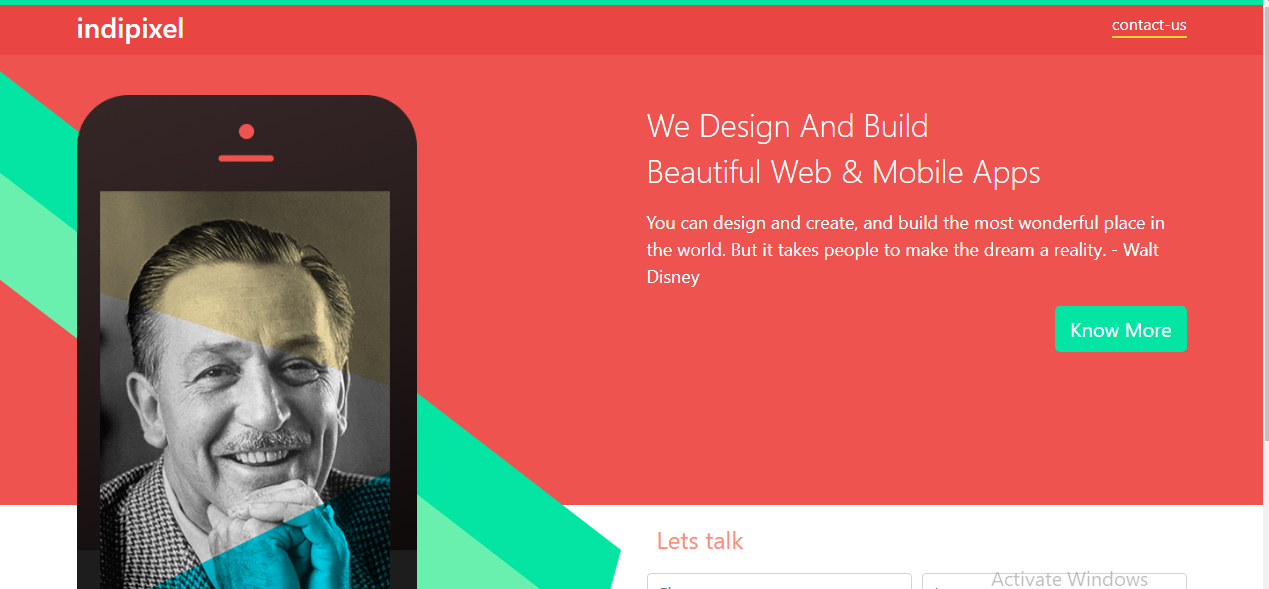 indipixel
contact-us
We Design And Build
Beautiful Web & Mobile Apps
You can design and create, and build the most wonderful place in
the world. But it takes people to make the dream a reality. - Walt
Disney
Know More
Lets talk
Activate Windows